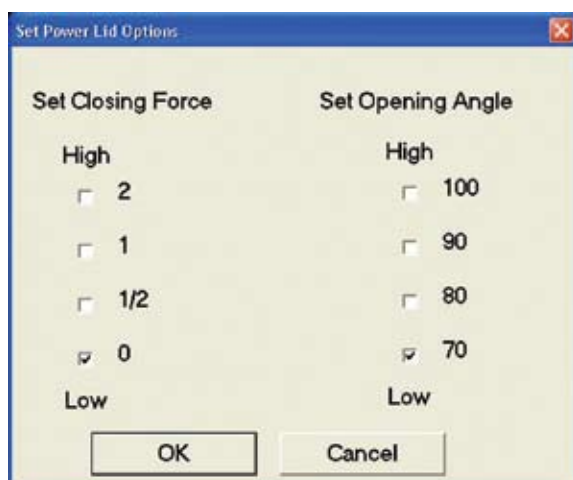 Set Power Lid Options
Set Closing Force
High
2
1
1/2
0
Low
Set Opening Angle
High
100
90
80
70
Low
OK
Cancel